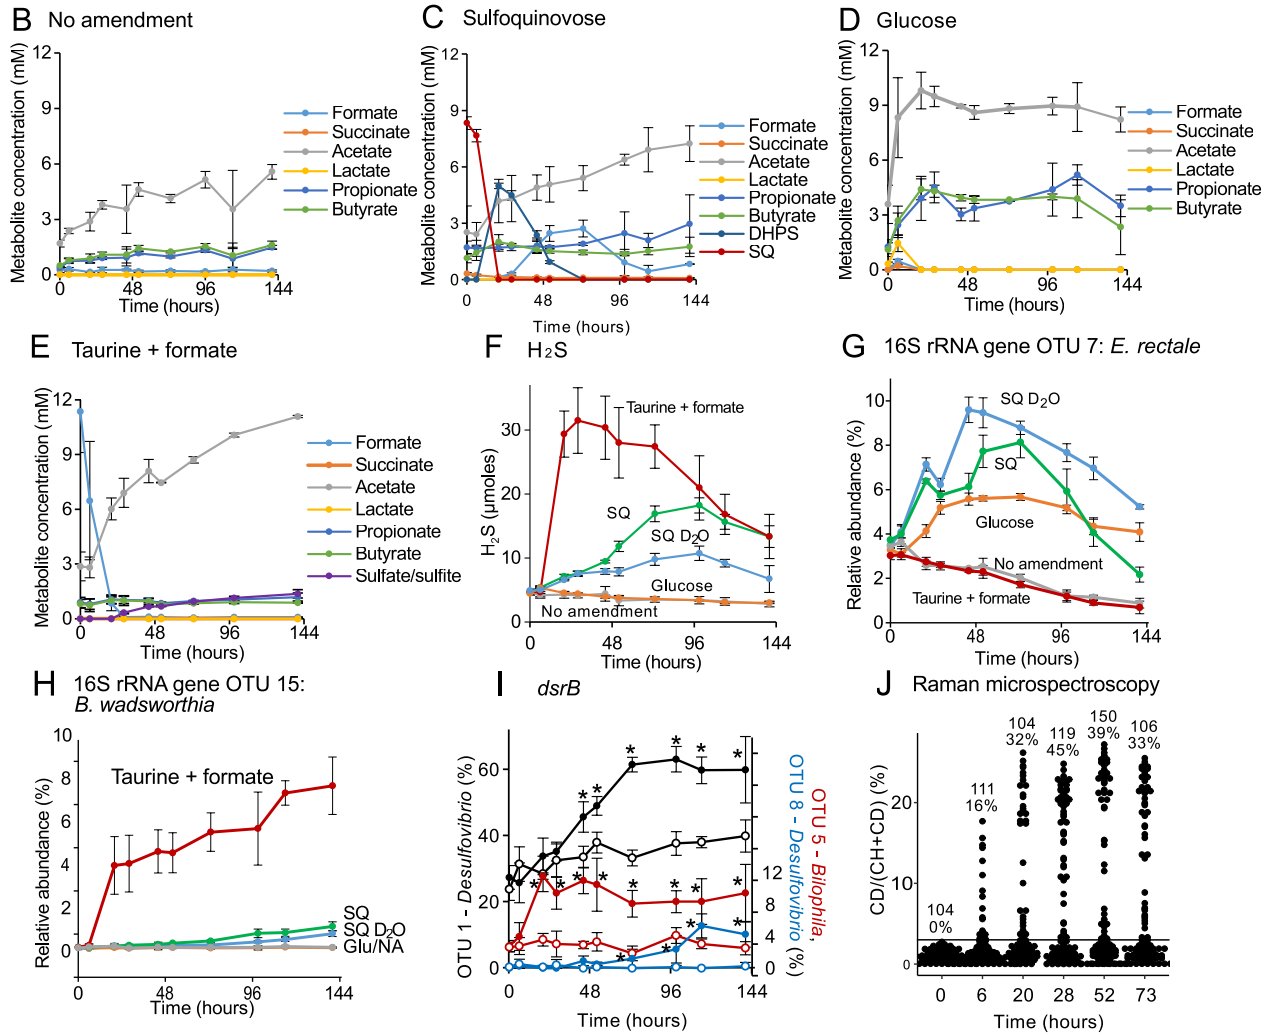 B No amendment
Metabolite concentration (mM)
12
9
6
3
0
0 48 96 144
Time (hours)
Formate
Succinate
Acetate
Lactate
Propionate
Butyrate
C Sulfoquinovose
Metabolite concentration (mM)
12
9
6
3
0
0 48 96 144
Time (hours)
Formate
Succinate
Acetate
Lactate
Propionate
Butyrate
DHPS
SQ
D Glucose
Metabolite concentration (mM)
12
9
6
3
0
0 48 96 144
Time (hours)
Formate
Succinate
Acetate
Lactate
Propionate
Butyrate
E Taurine + formate
Metabolite concentration (mM)
12
9
6
3
0
0 48 96 144
Time (hours)
Formate
Succinate
Acetate
Lactate
Propionate
Butyrate
Sulfate/sulfite
F H₂S
H₂S (µmoles)
30
20
10
0
0 48 96 144
Time (hours)
Taurine + formate
SQ
SQ D₂O
Glucose
No amendment
G 16S rRNA gene OTU 7: E. rectale
Relative abundance (%)
10
8
6
4
2
0
0 48 96 144
Time (hours)
SQ D₂O
SQ
Glucose
No amendment
Taurine + formate
H 16S rRNA gene OTU 15:
B. wadsworthia
Relative abundance (%)
10
8
6
4
2
0
0 48 96 144
Time (hours)
Taurine + formate
SQ
SQ D₂O
Glu/NA
I dsrB
OTU 1 - Desulfovibrio (%)
60
40
20
0
0 48 96 144
Time (hours)
* * * * * *
* * * * * * * *
* * *
12
8
4
0
OTU 5 - Bilophila,
OTU 8 - Desulfovibrio (%)
J Raman microspectroscopy
CD/(CH+CD) (%)
20
10
0
104
0%
111
16%
104
32%
119
45%
150
39%
106
33%
0 6 20 28 52 73
Time (hours)